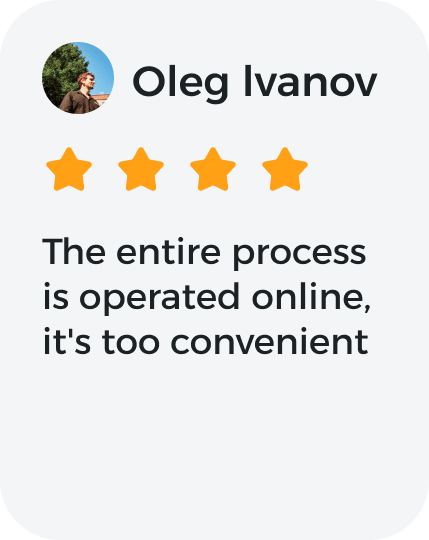 Oleg Ivanov
The entire process
is operated online,
it's too convenient